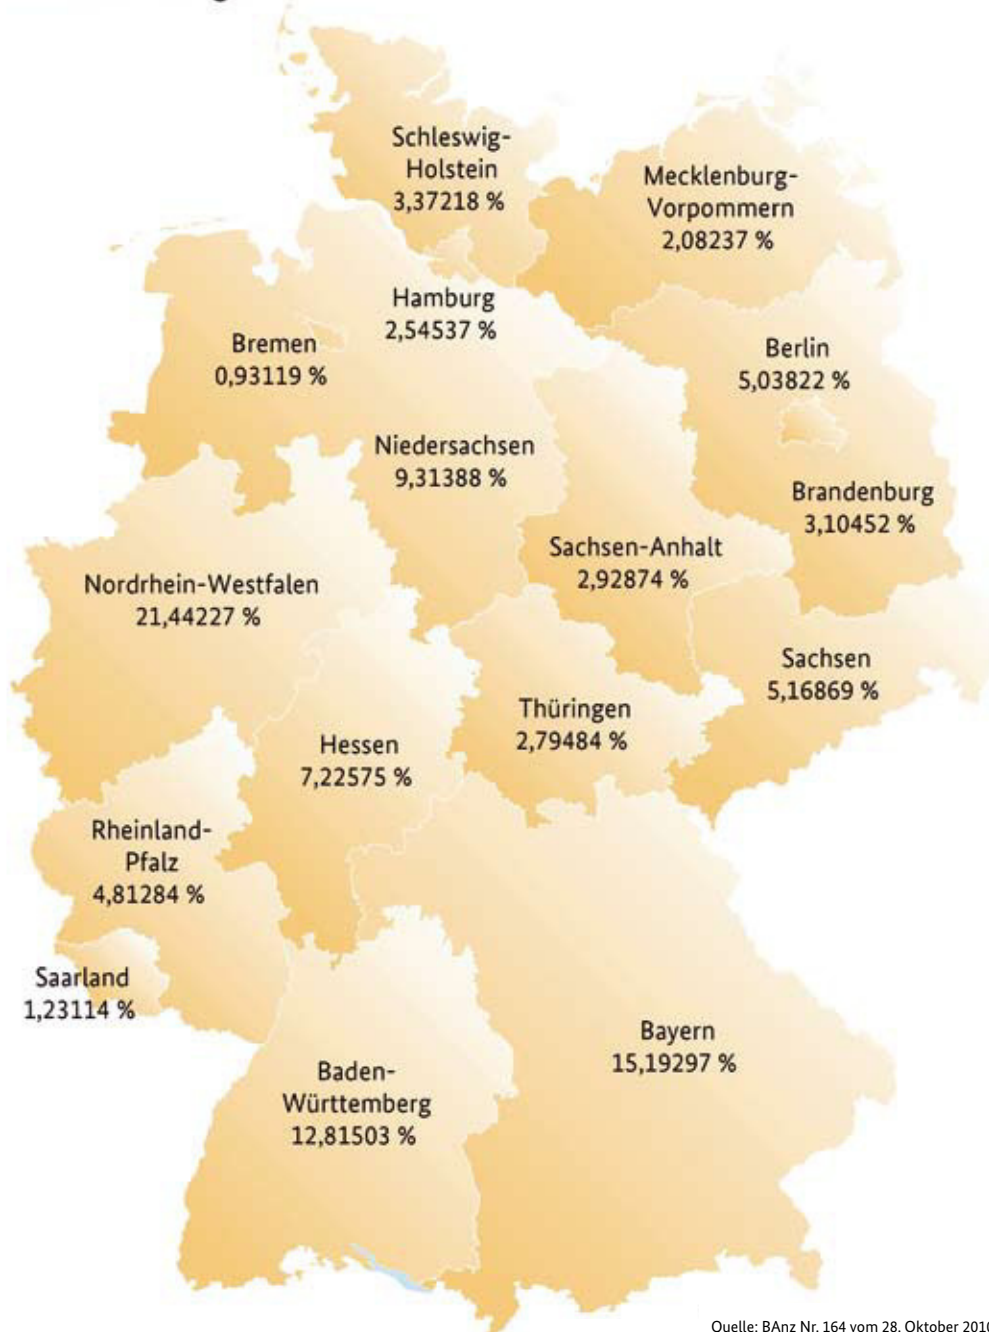 Schleswig-
Holstein
3,37218 %
Mecklenburg-
Vorpommern
2,08237 %
Hamburg
2,54537 %
Bremen
0,93119 %
Berlin
5,03822 %
Niedersachsen
9,31388 %
Brandenburg
3,10452 %
Sachsen-Anhalt
2,92874 %
Nordrhein-Westfalen
21,44227 %
Sachsen
5,16869 %
Thüringen
2,79484 %
Hessen
7,22575 %
Rheinland-
Pfalz
4,81284 %
Saarland
1,23114 %
Bayern
15,19297 %
Baden-
Württemberg
12,81503 %
Quelle: BAnz Nr. 164 vom 28. Oktober 2010